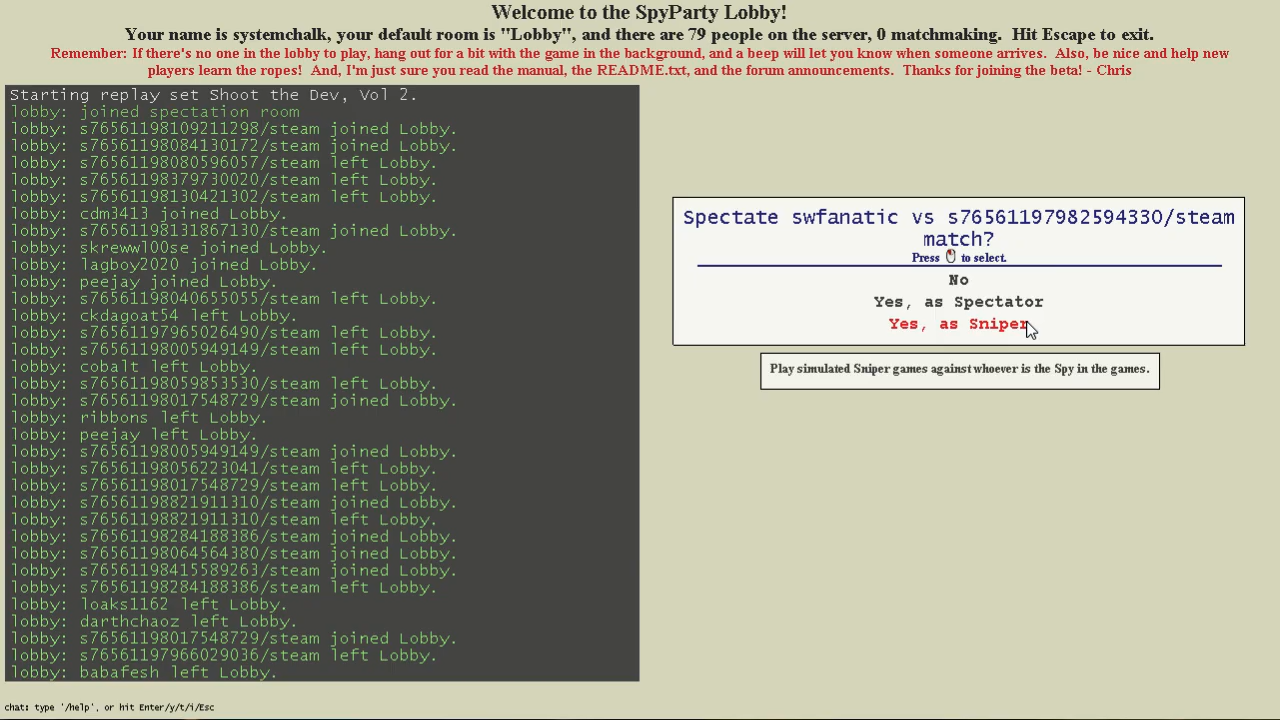 Welcome to the SpyParty Lobby!
Your name is systemchalk, your default room is "Lobby", and there are 79 people on the server, 0 matchmaking. Hit Escape to exit.
Remember: If there's no one in the lobby to play, hang out for a bit with the game in the background, and a beep will let you know when someone arrives. Also, be nice and help new
players learn the ropes! And, I'm just sure you read the manual, the README.txt, and the forum announcements. Thanks for joining the beta! - Chris
Starting replay set Shoot the Dev, Vol 2.
lobby: joined spectation room
lobby: s76561198109211298/steam joined Lobby.
lobby: s76561198084130172/steam joined Lobby.
lobby: s76561198080596057/steam left Lobby.
lobby: s76561198379730020/steam left Lobby.
lobby: s76561198130421302/steam left Lobby.
lobby: cdm3413 joined Lobby.
lobby: s76561198131867130/steam joined Lobby.
lobby: skrewwl00se joined Lobby.
lobby: lagboy2020 joined Lobby.
lobby: peejay joined Lobby.
lobby: s76561198040655055/steam left Lobby.
lobby: ckdagoat54 left Lobby.
lobby: s76561197965026490/steam left Lobby.
lobby: s76561198005949149/steam left Lobby.
lobby: cobalt left Lobby.
lobby: s76561198059853530/steam left Lobby.
lobby: s76561198017548729/steam joined Lobby.
lobby: ribbons left Lobby.
lobby: peejay left Lobby.
lobby: s76561198005949149/steam joined Lobby.
lobby: s76561198056223041/steam left Lobby.
lobby: s76561198017548729/steam left Lobby.
lobby: s76561198821911310/steam joined Lobby.
lobby: s76561198821911310/steam left Lobby.
lobby: s76561198284188386/steam joined Lobby.
lobby: s76561198064564380/steam joined Lobby.
lobby: s76561198415589263/steam joined Lobby.
lobby: s76561198284188386/steam left Lobby.
lobby: loaks1162 left Lobby.
lobby: darthchaoz left Lobby.
lobby: s76561198017548729/steam joined Lobby.
lobby: s76561197966029036/steam left Lobby.
lobby: babafesh left Lobby.
chat: type '/help', or hit Enter/y/t/i/Esc
Spectate swfanatic vs s76561197982594330/steam
match?
Press to select.
No
Yes, as Spectator
Yes, as Sniper
Play simulated Sniper games against whoever is the Spy in the games.